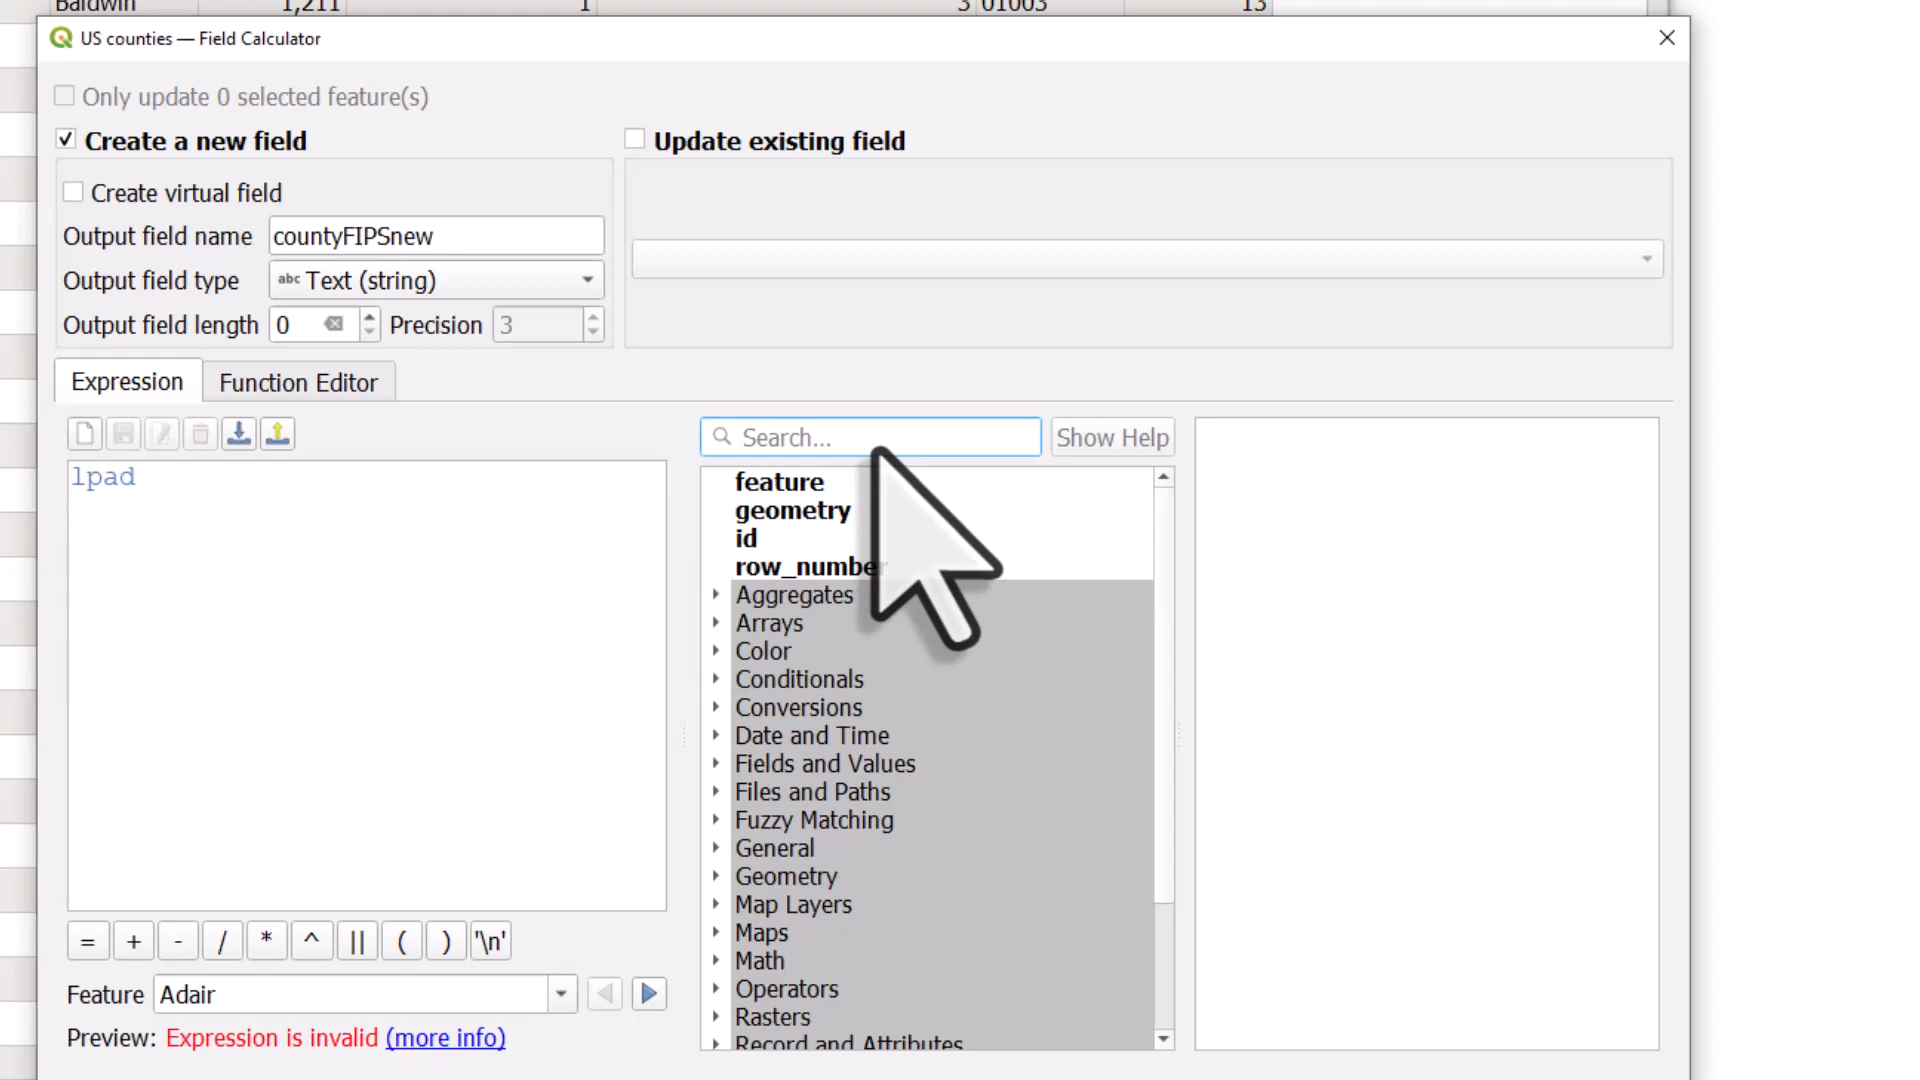 Baldwin 1,211 1 3 01003 13
US counties — Field Calculator
Only update 0 selected feature(s)
Create a new field
Update existing field
Create virtual field
Output field name countyFIPSnew
Output field type abc Text (string)
Output field length 0 Precision 3
Expression Function Editor
Search... Show Help
lpad
feature
geometry
id
row_number
Aggregates
Arrays
Color
Conditionals
Conversions
Date and Time
Fields and Values
Files and Paths
Fuzzy Matching
General
Geometry
Map Layers
Maps
Math
Operators
Rasters
Record and Attributes
= + - / * ^ || ( ) '\n'
Feature Adair
Preview: Expression is invalid (more info)